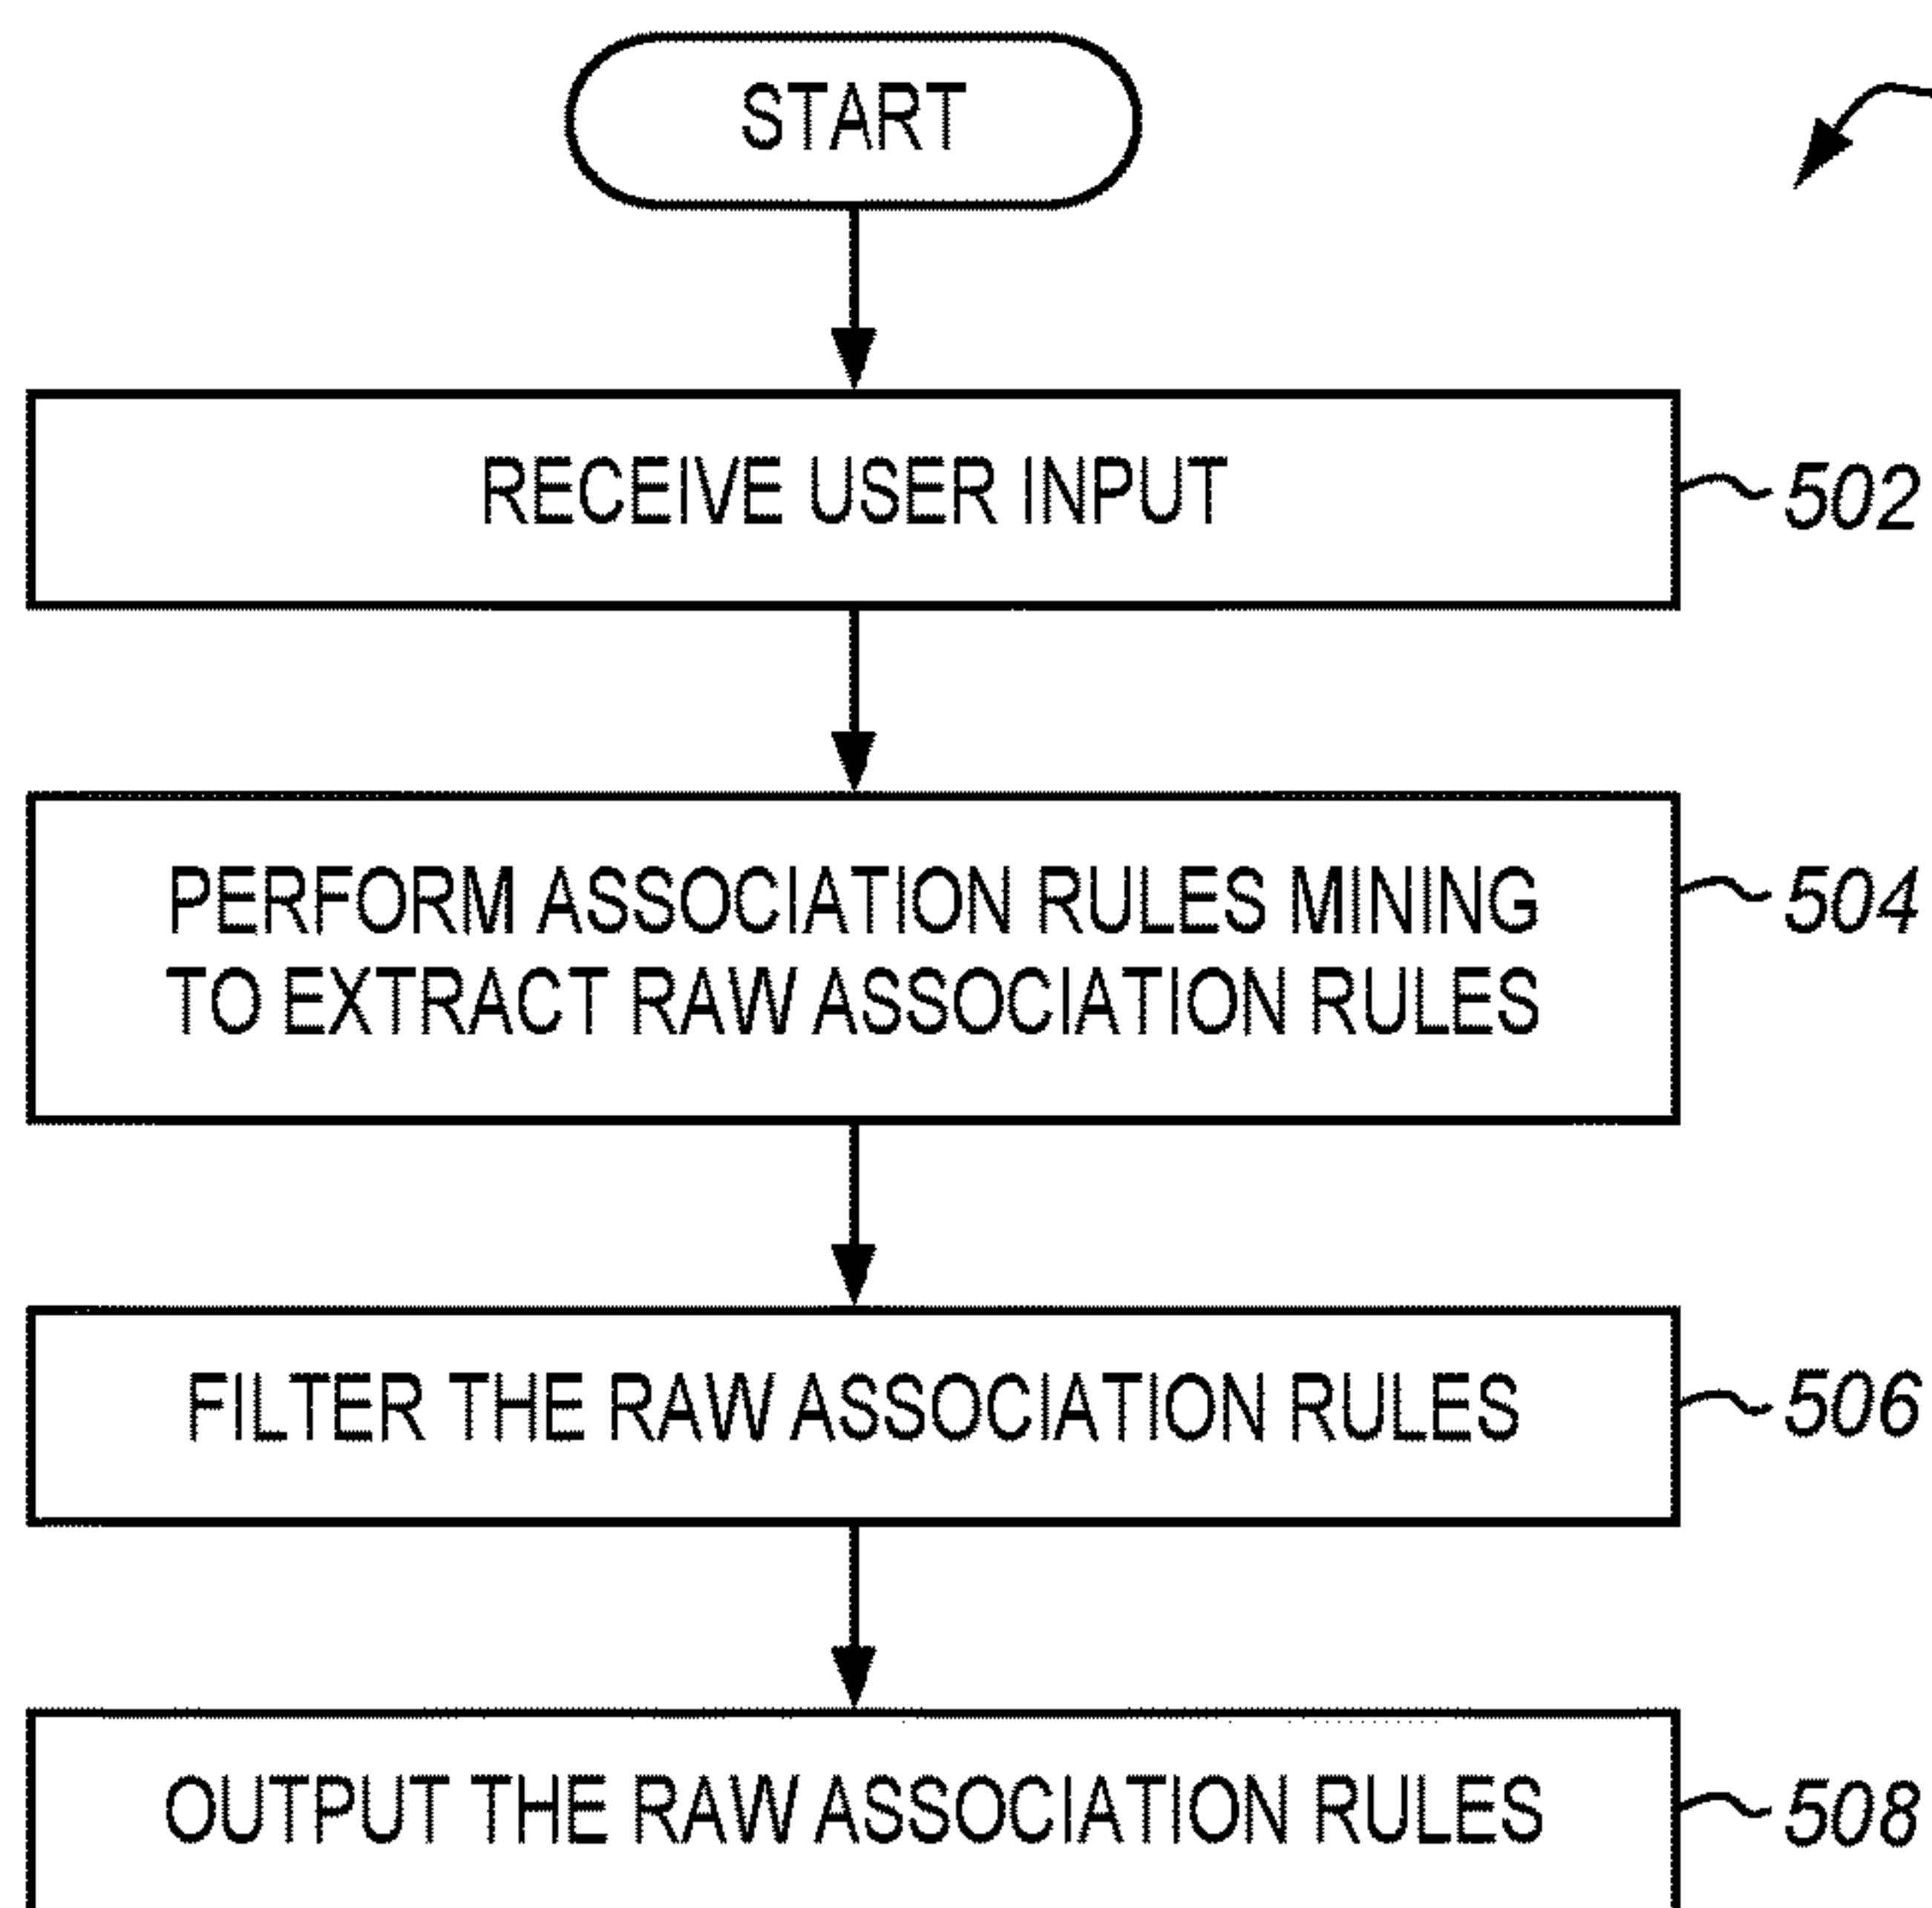 START
RECEIVE USER INPUT
502
PERFORM ASSOCIATION RULES MINING
TO EXTRACT RAW ASSOCIATION RULES
504
FILTER THE RAW ASSOCIATION RULES
506
OUTPUT THE RAW ASSOCIATION RULES
508